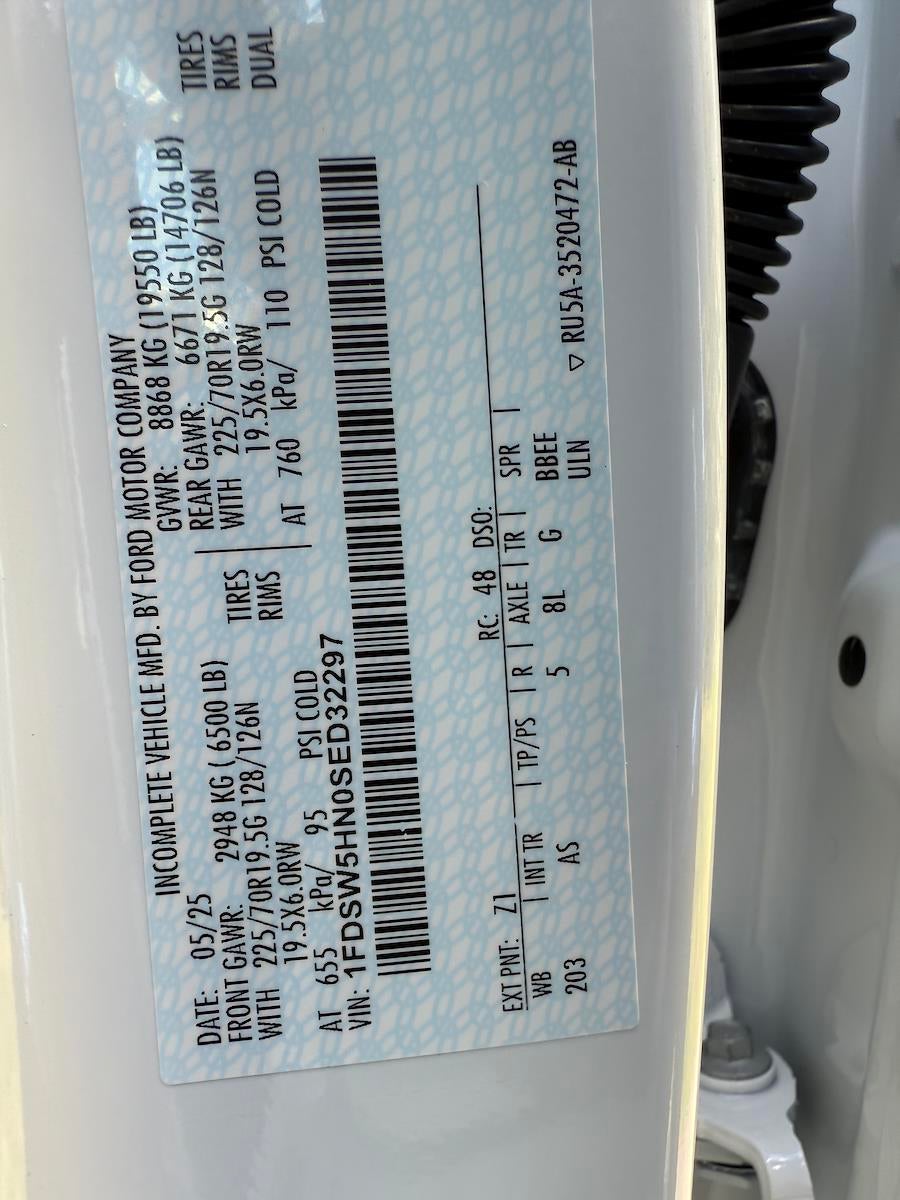 INCOMPLETE VEHICLE MFD. BY FORD MOTOR COMPANY
DATE: 05/25 GVWR: 8868 KG (19550 LB)
FRONT GAWR: 2948 KG ( 6500 LB) REAR GAWR: 6671 KG (14706 LB)
WITH 225/70R19.5G 128/126N TIRES WITH 225/70R19.5G 128/126N TIRES
19.5X6.0RW RIMS 19.5X6.0RW RIMS
AT 655 kPa/ 95 PSI COLD AT 760 kPa/ 110 PSI COLD DUAL
VIN: 1FDSW5HN0SED32297
EXT PNT: Z1 RC: 48 DSO:
WB | INT TR | TP/PS | R | AXLE | TR | SPR |
203 AS 5 8L G BBEE
ULN
▽ RU5A-3520472-AB